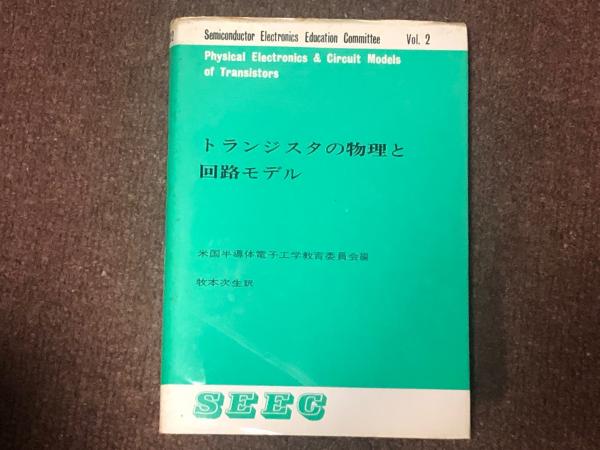 Semiconductor Electronics Education Committee Vol. 2
Physical Electronics & Circuit Models
of Transistors
トランジスタの物理と
回路モデル
米国半導体電子工学教育委員会編
牧本次生訳
SEEC